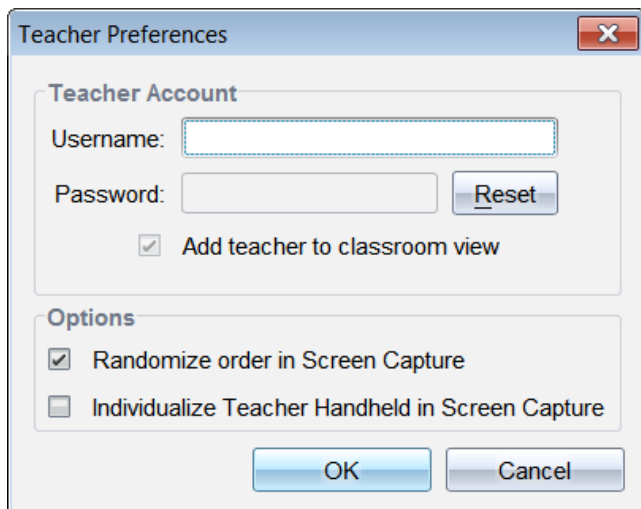 Teacher Preferences
Teacher Account
Username:
Password:
Reset
Add teacher to classroom view
Options
Randomize order in Screen Capture
Individualize Teacher Handheld in Screen Capture
OK
Cancel